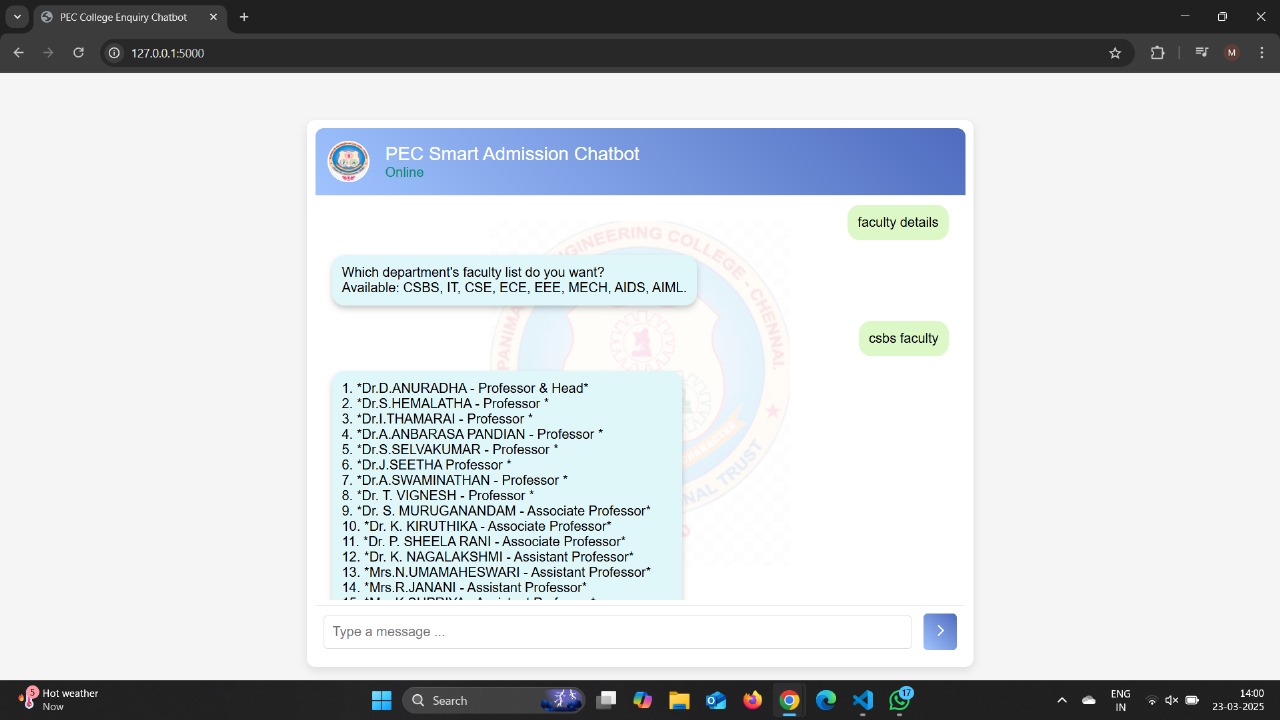 PEC College Enquiry Chatbot
127.0.0.1:5000
M
PEC Smart Admission Chatbot
Online
faculty details
Which department's faculty list do you want?
Available: CSBS, IT, CSE, ECE, EEE, MECH, AIDS, AIML.
csbs faculty
1. *Dr.D.ANURADHA - Professor & Head*
2. *Dr.S.HEMALATHA - Professor *
3. *Dr.I.THAMARAI - Professor *
4. *Dr.A.ANBARASA PANDIAN - Professor *
5. *Dr.S.SELVAKUMAR - Professor *
6. *Dr.J.SEETHA Professor *
7. *Dr.A.SWAMINATHAN - Professor *
8. *Dr. T. VIGNESH - Professor *
9. *Dr. S. MURUGANANDAM - Associate Professor*
10. *Dr. K. KIRUTHIKA - Associate Professor*
11. *Dr. P. SHEELA RANI - Associate Professor*
12. *Dr. K. NAGALAKSHMI - Assistant Professor*
13. *Mrs.N.UMAMAHESWARI - Assistant Professor*
14. *Mrs.R.JANANI - Assistant Professor*
Type a message ...
5
Hot weather
Now
Search
17
ENG
IN
14:00
23-03-2025